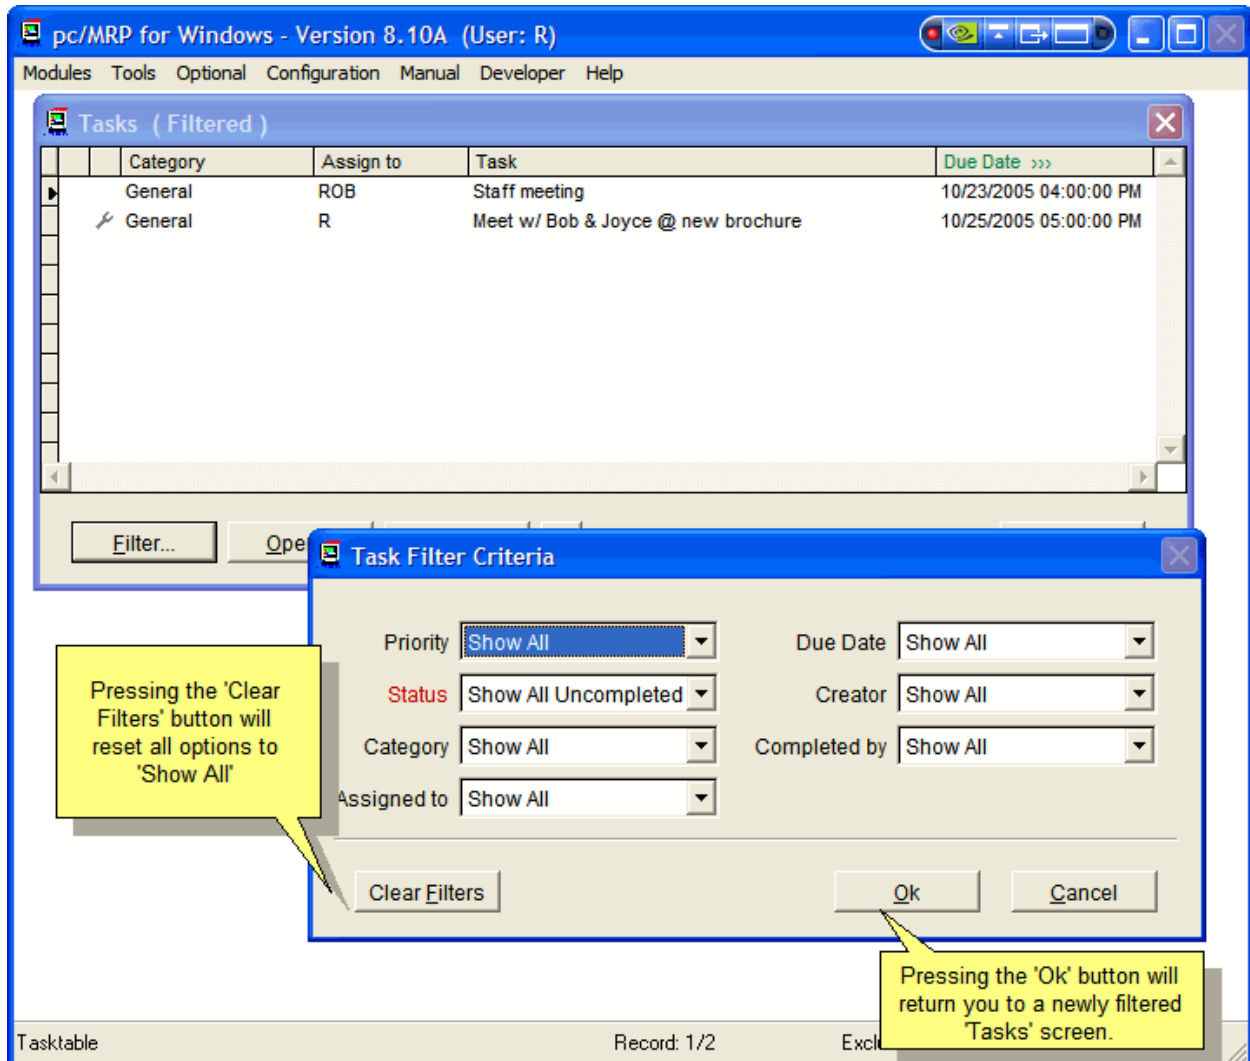 pc/MRP for Windows - Version 8.10A (User: R)
Modules Tools Optional Configuration Manual Developer Help
Tasks ( Filtered )
Category Assign to Task Due Date >>>
General ROB Staff meeting 10/23/2005 04:00:00 PM
General R Meet w/ Bob & Joyce @ new brochure 10/25/2005 05:00:00 PM
Filter...
Task Filter Criteria
Priority Show All Due Date Show All
Status Show All Uncompleted Creator Show All
Category Show All Completed by Show All
Assigned to Show All
Pressing the 'Clear
Filters' button will
reset all options to
'Show All'
Clear Filters Ok Cancel
Pressing the 'Ok' button will
return you to a newly filtered
'Tasks' screen.
Tasktable Record: 1/2